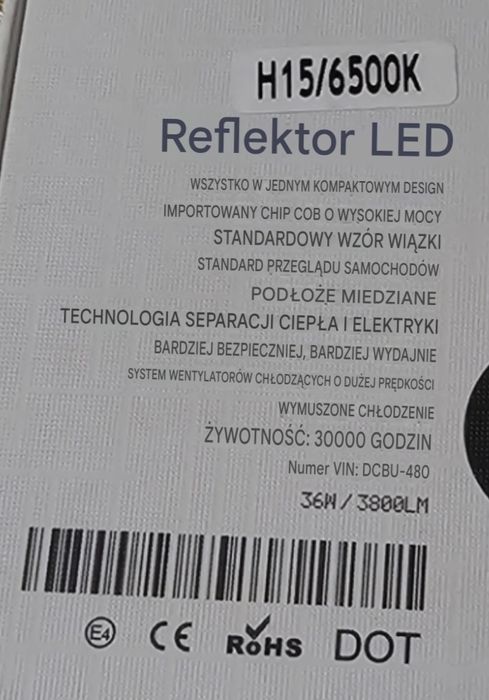 H15/6500K
Reflektor LED
WSZYSTKO W JEDNYM KOMPAKTOWYM DESIGN
IMPORTOWANY CHIP COB O WYSOKIEJ MOCY
STANDARDOWY WZÓR WIĄZKI
STANDARD PRZEGLĄDU SAMOCHODÓW
PODŁOŻE MIEDZIANE
TECHNOLOGIA SEPARACJI CIEPŁA I ELEKTRYKI
BARDZIEJ BEZPIECZNIEJ, BARDZIEJ WYDAJNIE
SYSTEM WENTYLATORÓW CHŁODZĄCYCH O DUŻEJ PRĘDKOŚCI
WYMUSZONE CHŁODZENIE
ŻYWOTNOŚĆ: 30000 GODZIN
Numer VIN: DCBU-480
36W/3800LM
E4 CE RoHS DOT